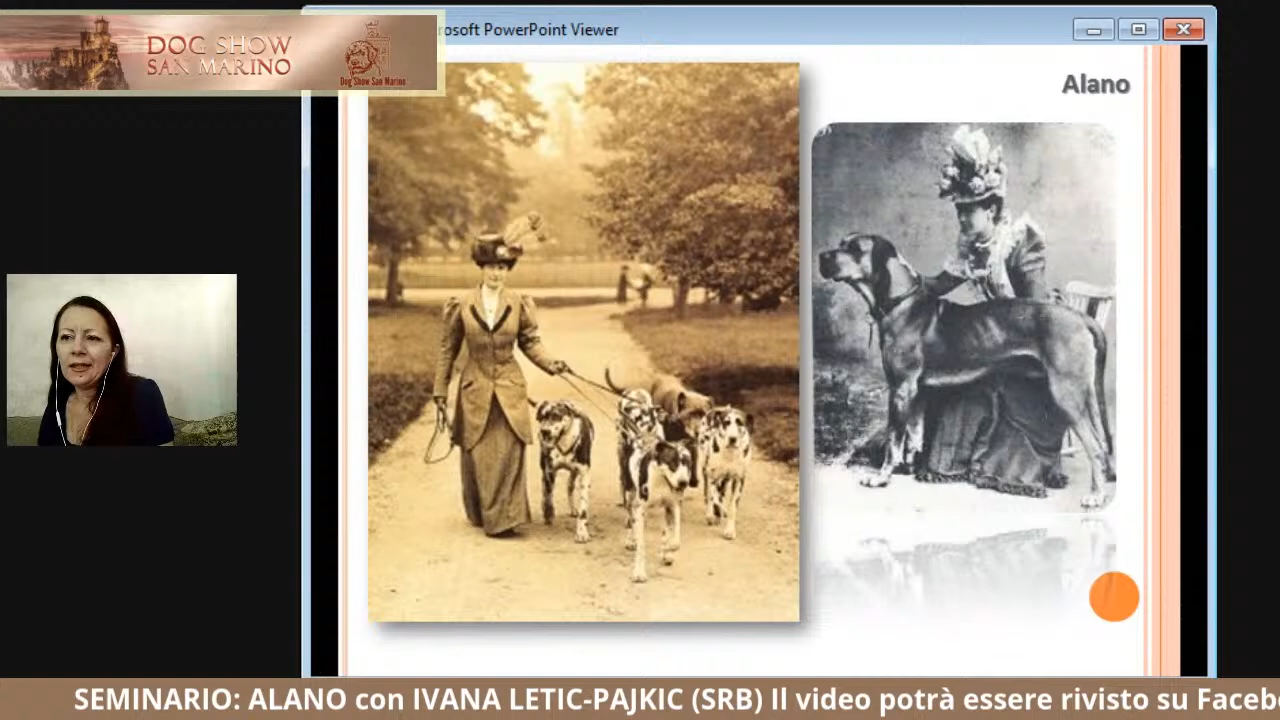 DOG SHOW
SAN MARINO
Dog Show San Marino
rosoft PowerPoint Viewer
Alano
SEMINARIO: ALANO con IVANA LETIC-PAJKIC (SRB) Il video potrà essere rivisto su Faceb